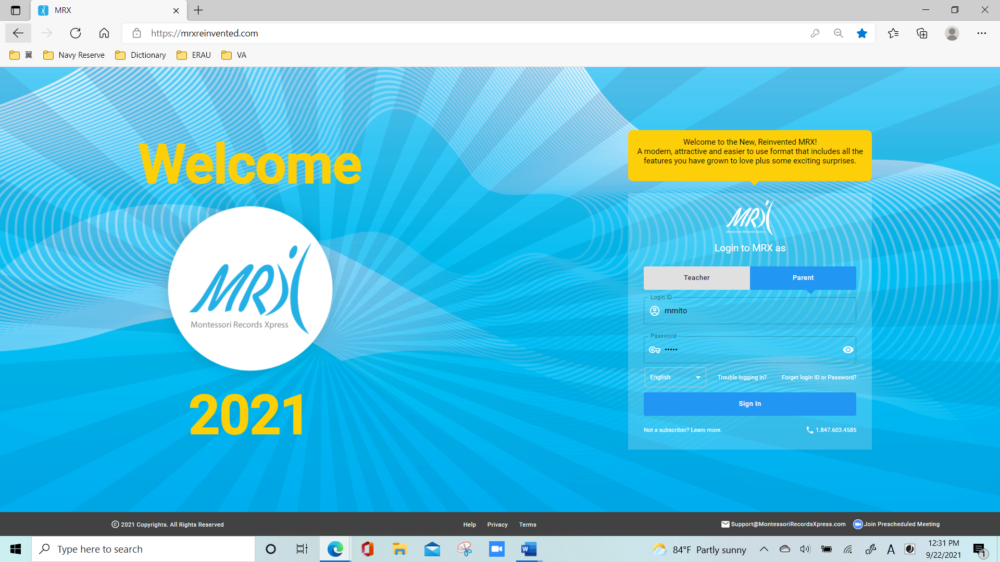 MRX
https://mrxreinvented.com
翼
Navy Reserve
Dictionary
ERAU
VA
Welcome
MRX
Montessori Records Xpress
2021
Welcome to the New, Reinvented MRX!
A modern, attractive and easier to use format that includes all the
features you have grown to love plus some exciting surprises.
MRX
Montessori Records Xpress
Login to MRX as
Teacher
Parent
Login ID
mmito
Password
•••••
English
Trouble logging in?
Forget login ID or Password?
Sign In
Not a subscriber? Learn more.
1.847.603.4585
© 2021 Copyrights. All Rights Reserved
Help
Privacy
Terms
Support@MontessoriRecordsXpress.com
Join Prescheduled Meeting
Type here to search
84°F Partly sunny
A
12:31 PM
9/22/2021
1